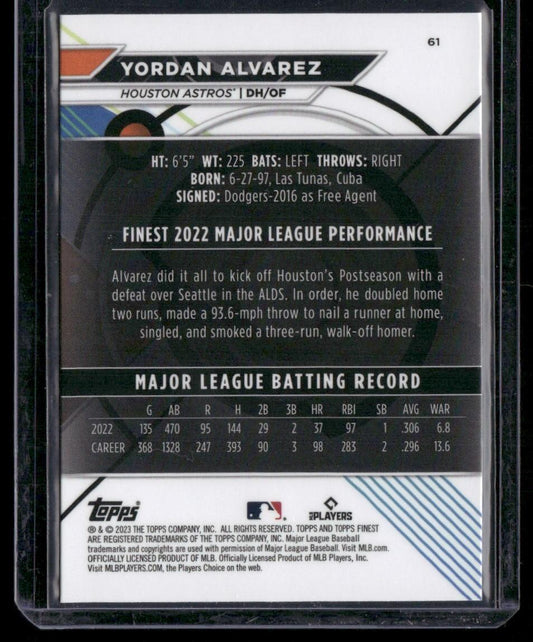 61
YORDAN ALVAREZ
HOUSTON ASTROS® | DH/OF
HT: 6'5" WT: 225 BATS: LEFT THROWS: RIGHT
BORN: 6-27-97, Las Tunas, Cuba
SIGNED: Dodgers-2016 as Free Agent
FINEST 2022 MAJOR LEAGUE PERFORMANCE
Alvarez did it all to kick off Houston's Postseason with a
defeat over Seattle in the ALDS. In order, he doubled home
two runs, made a 93.6-mph throw to nail a runner at home,
singled, and smoked a three-run, walk-off homer.
MAJOR LEAGUE BATTING RECORD
G AB R H 2B 3B HR RBI SB AVG WAR
2022 135 470 95 144 29 2 37 97 1 .306 6.8
CAREER 368 1328 247 393 90 3 98 283 2 .296 13.6
topps
PLAYERS
® & © 2023 THE TOPPS COMPANY, INC. ALL RIGHTS RESERVED. TOPPS AND TOPPS FINEST
ARE REGISTERED TRADEMARKS OF THE TOPPS COMPANY, INC. Major League Baseball
trademarks and copyrights are used with permission of Major League Baseball. Visit MLB.com.
OFFICIALLY LICENSED PRODUCT OF MLB. Officially Licensed Product of MLB Players, Inc.
Visit MLBPLAYERS.COM, the Players Choice on the web.